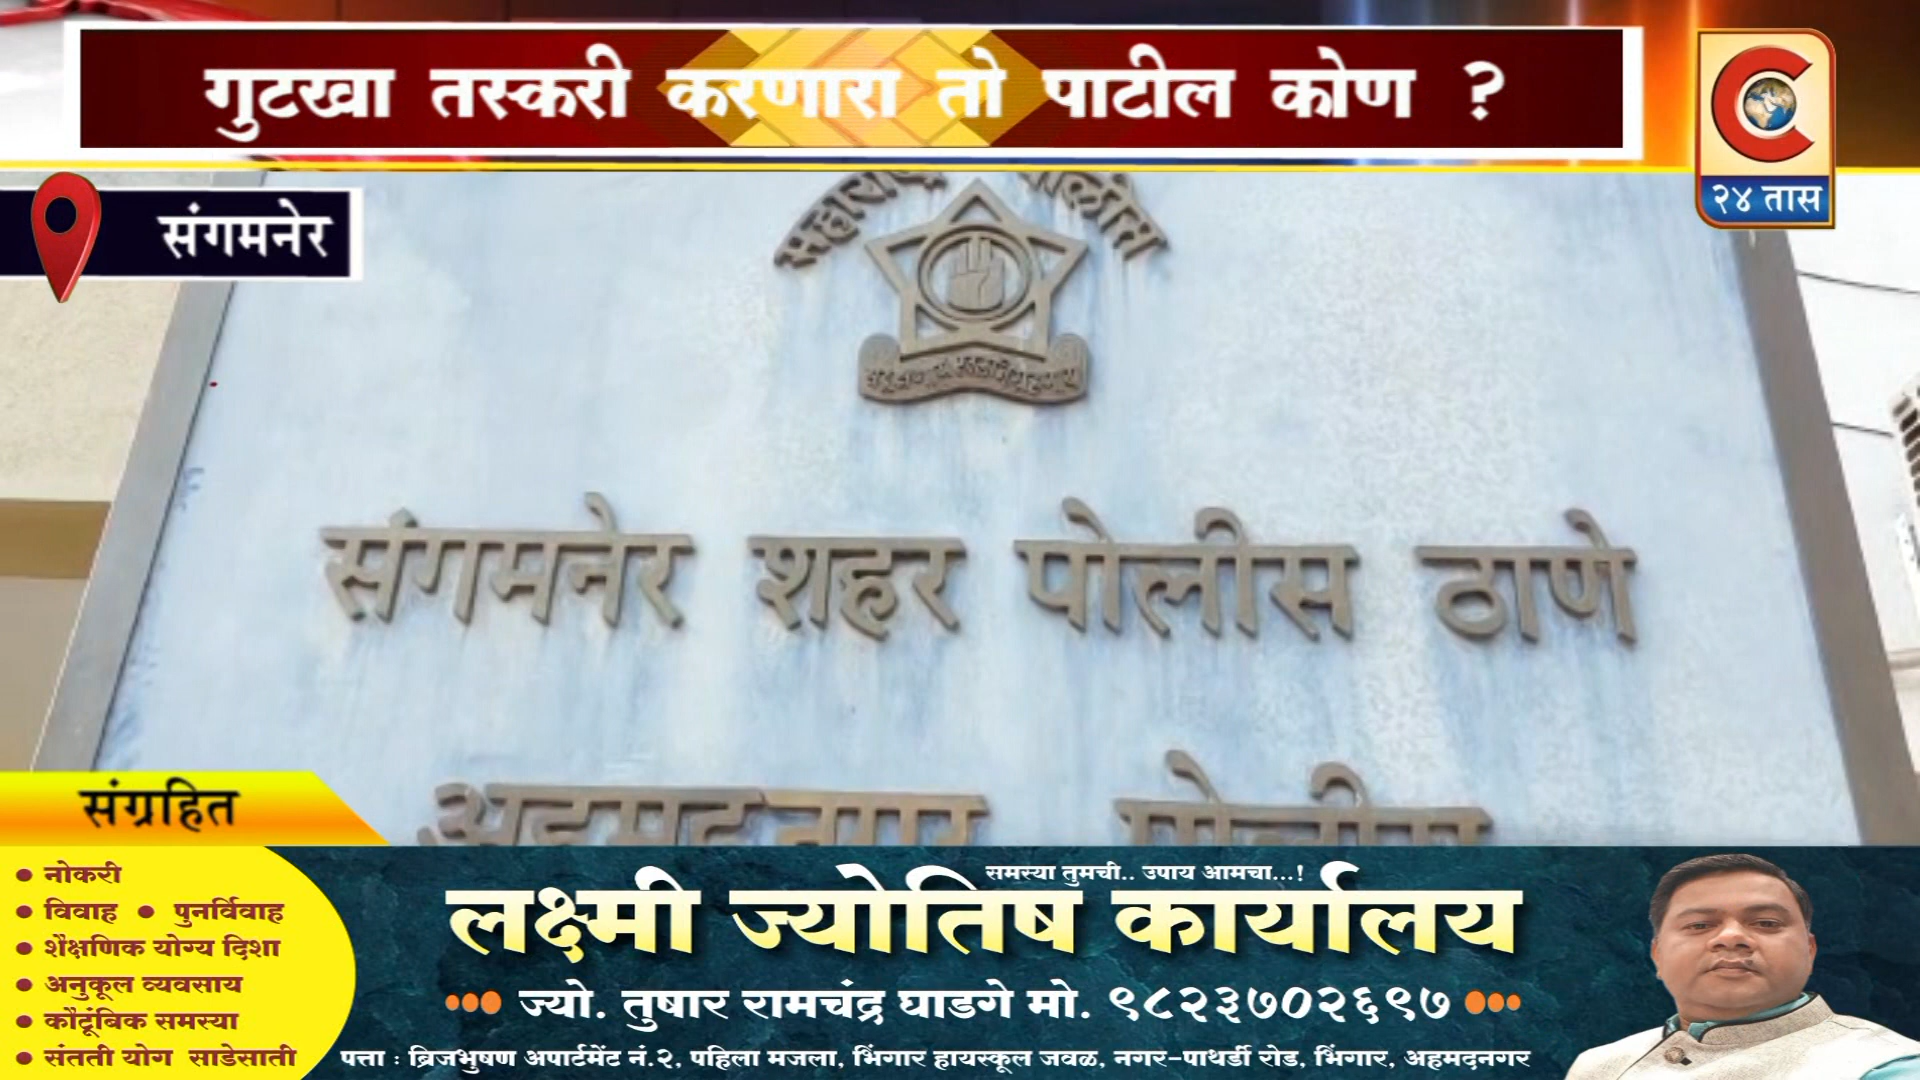 गुटखा तस्करी करणारा तो पाटील कोण ?
२४ तास
संगमनेर
महाराष्ट्र पोलीस
संगमनेर शहर पोलीस ठाणे
अहमदनगर पोलीस
संग्रहित
• नोकरी
• विवाह • पुनर्विवाह
• शैक्षणिक योग्य दिशा
• अनुकूल व्यवसाय
• कौटूंबिक समस्या
• संतती योग साडेसाती
समस्या तुमची.. उपाय आमचा...!
लक्ष्मी ज्योतिष कार्यालय
ज्यो. तुषार रामचंद्र घाडगे मो. ९८२३७०२६९७
पत्ता : ब्रिजभुषण अपार्टमेंट नं.२, पहिला मजला, भिंगार हायस्कूल जवळ, नगर-पाथर्डी रोड, भिंगार, अहमदनगर